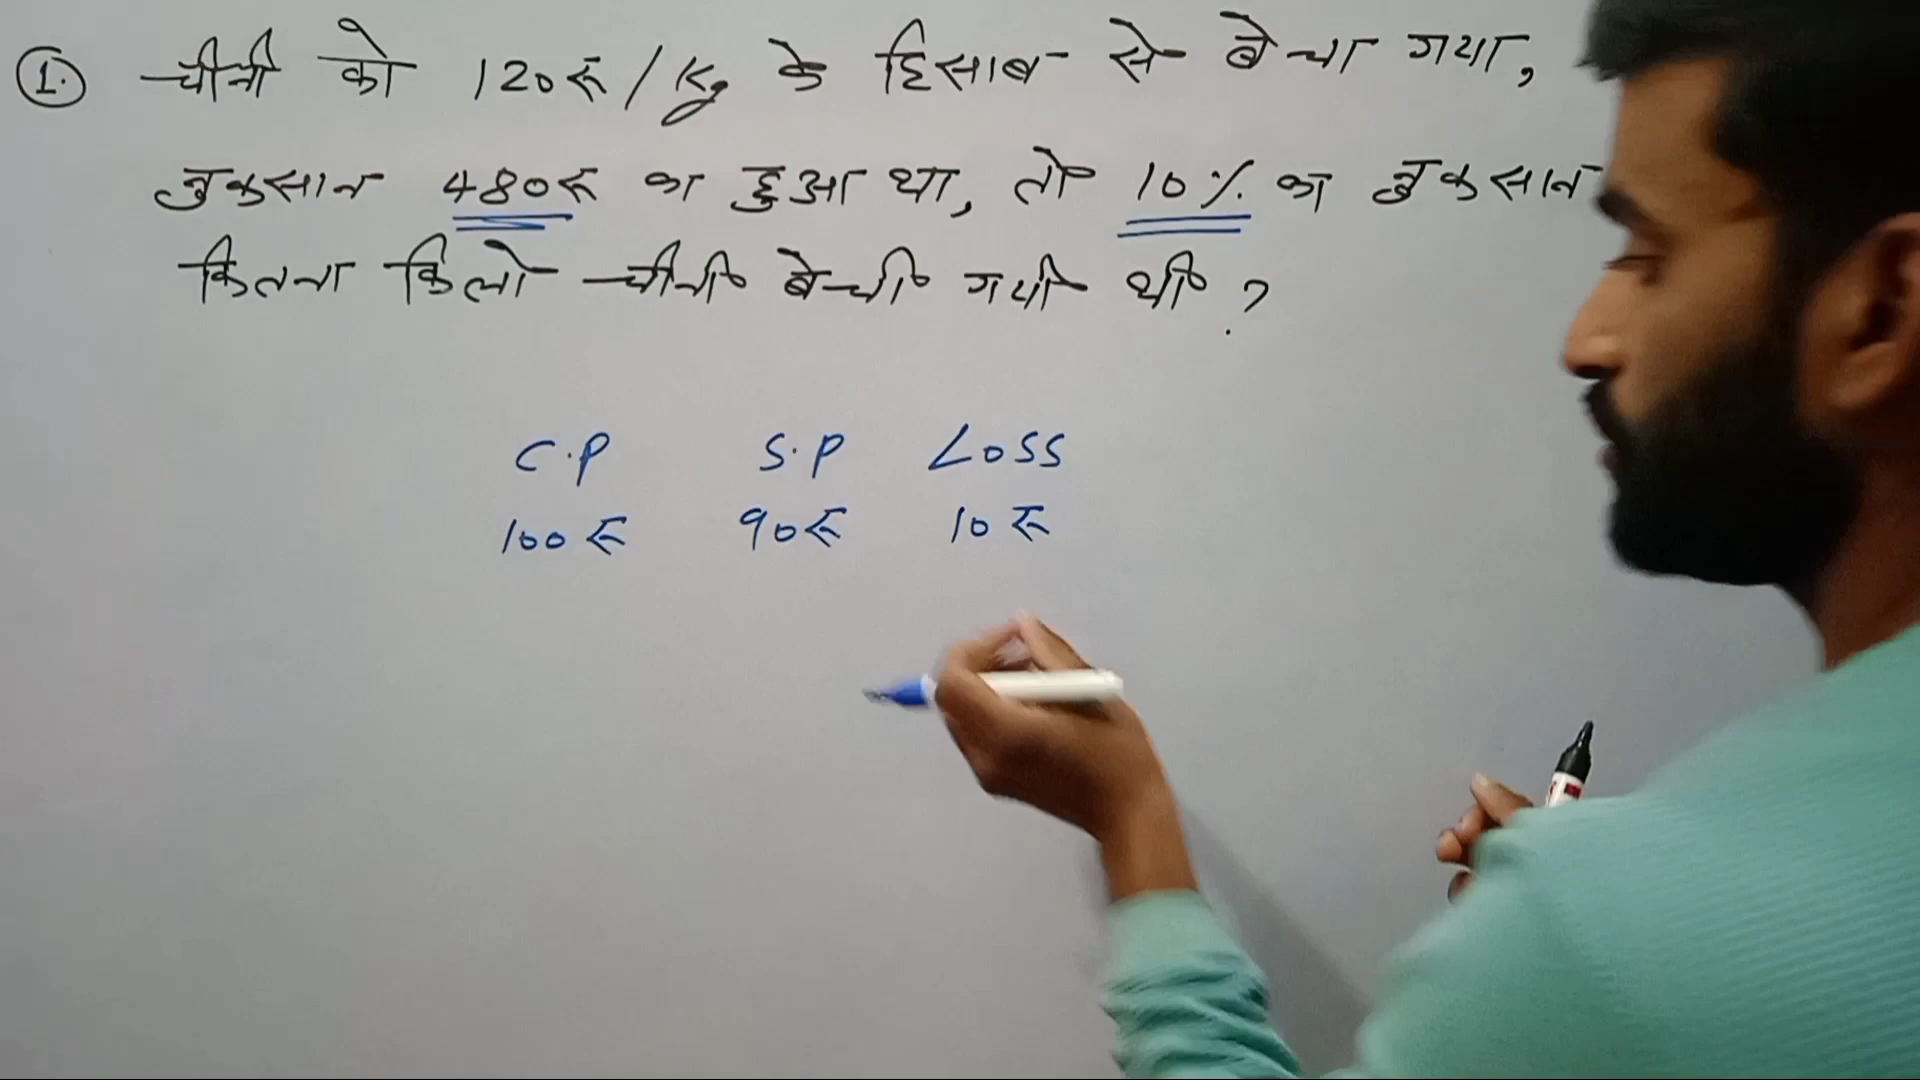 1. चीनी को 120रू / Kg के हिसाब से बेचा गया,
नुकसान 480रू का हुआ था, तो 10% का नुकसान
कितना किलो चीनी बेची गयी थी ?
C.P S.P Loss
100रू 90रू 10रू